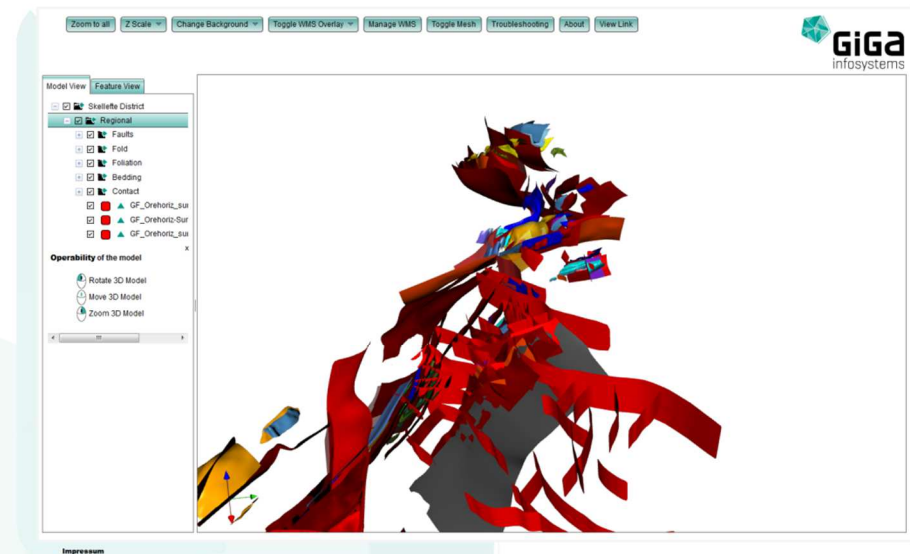 Zoom to all Z Scale Change Background Toggle WMS Overlay Manage WMS Toggle Mesh Troubleshooting About View Link
GiGa
infosystems
Model View Feature View
Skellefte District
Regional
Faults
Fold
Foliation
Bedding
Contact
GF_Orehoriz_sur
GF_Orehoriz-Sur
GF_Orehoriz_sur
x
Operability of the model
Rotate 3D Model
Move 3D Model
Zoom 3D Model
Impressum